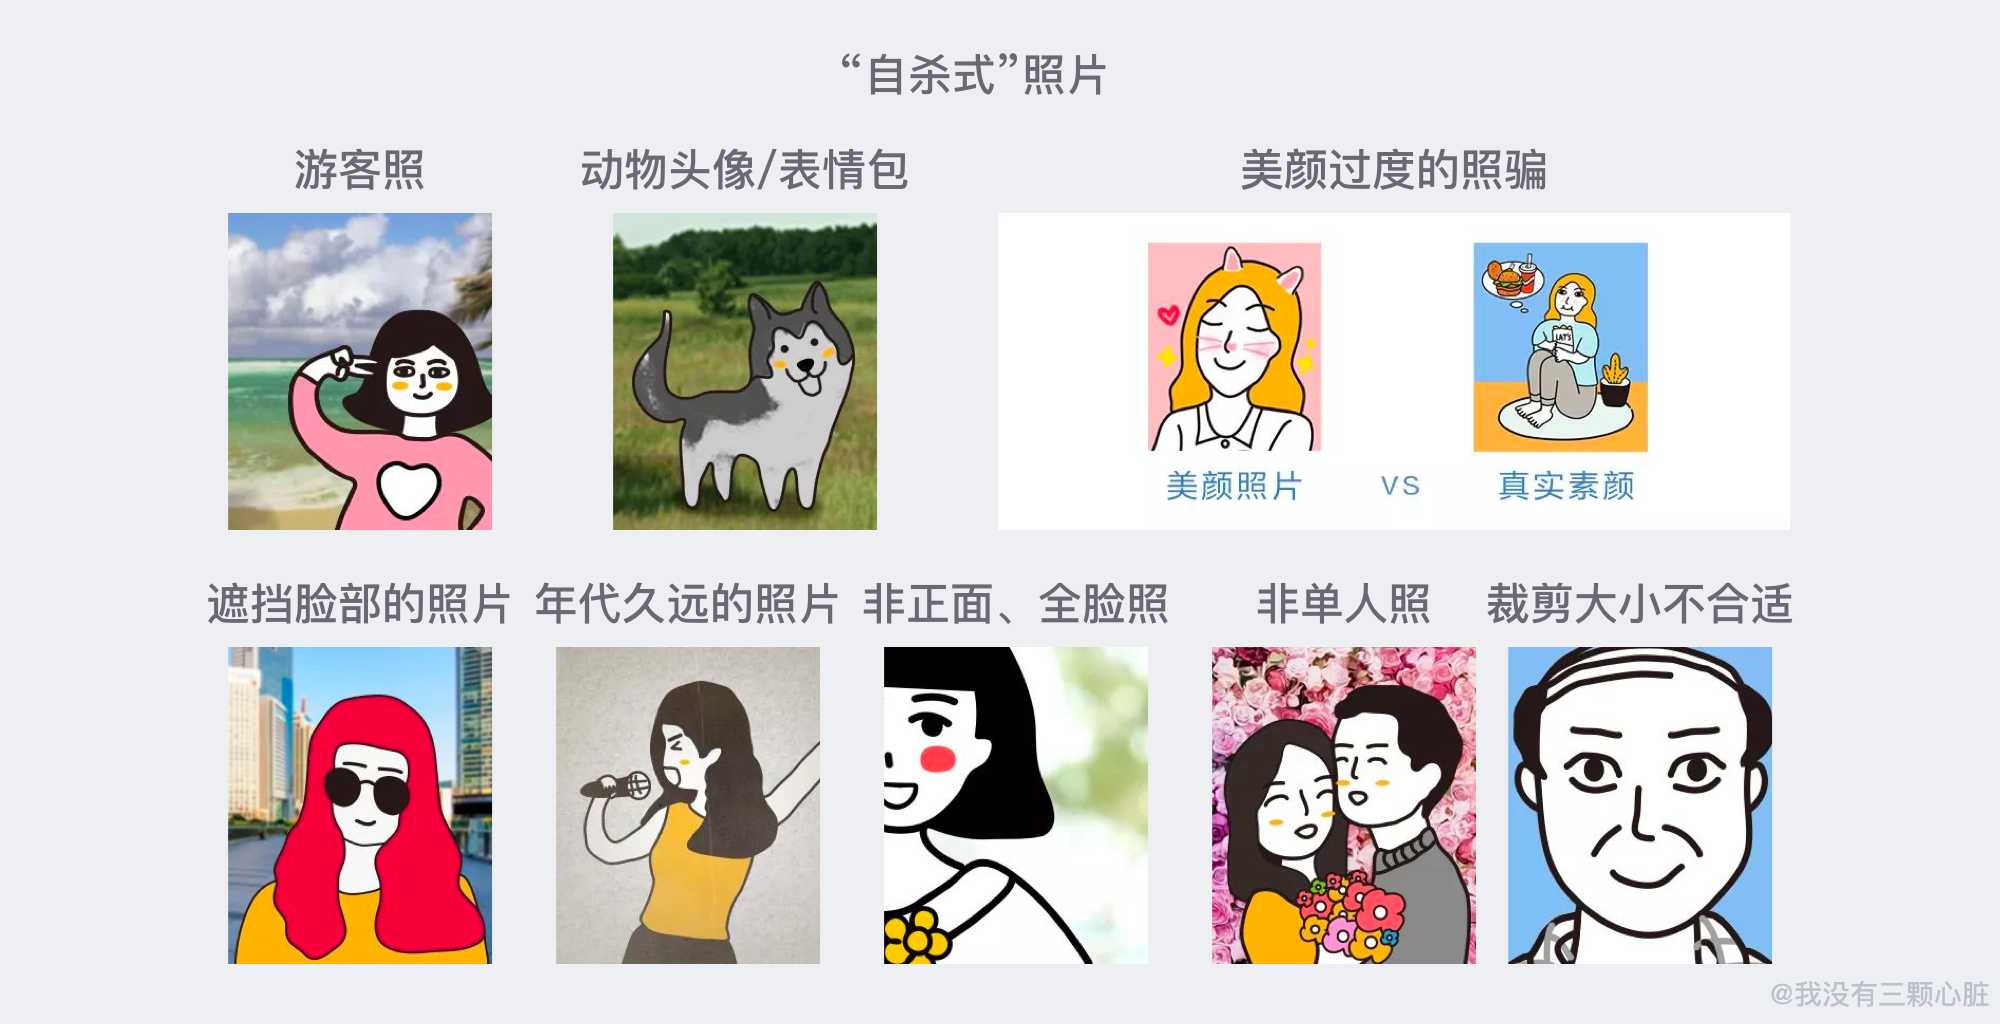 “自杀式”照片
游客照
动物头像/表情包
美颜过度的照骗
LAY'S
美颜照片 VS 真实素颜
遮挡脸部的照片
年代久远的照片
非正面、全脸照
非单人照
裁剪大小不合适
@我没有三颗心脏